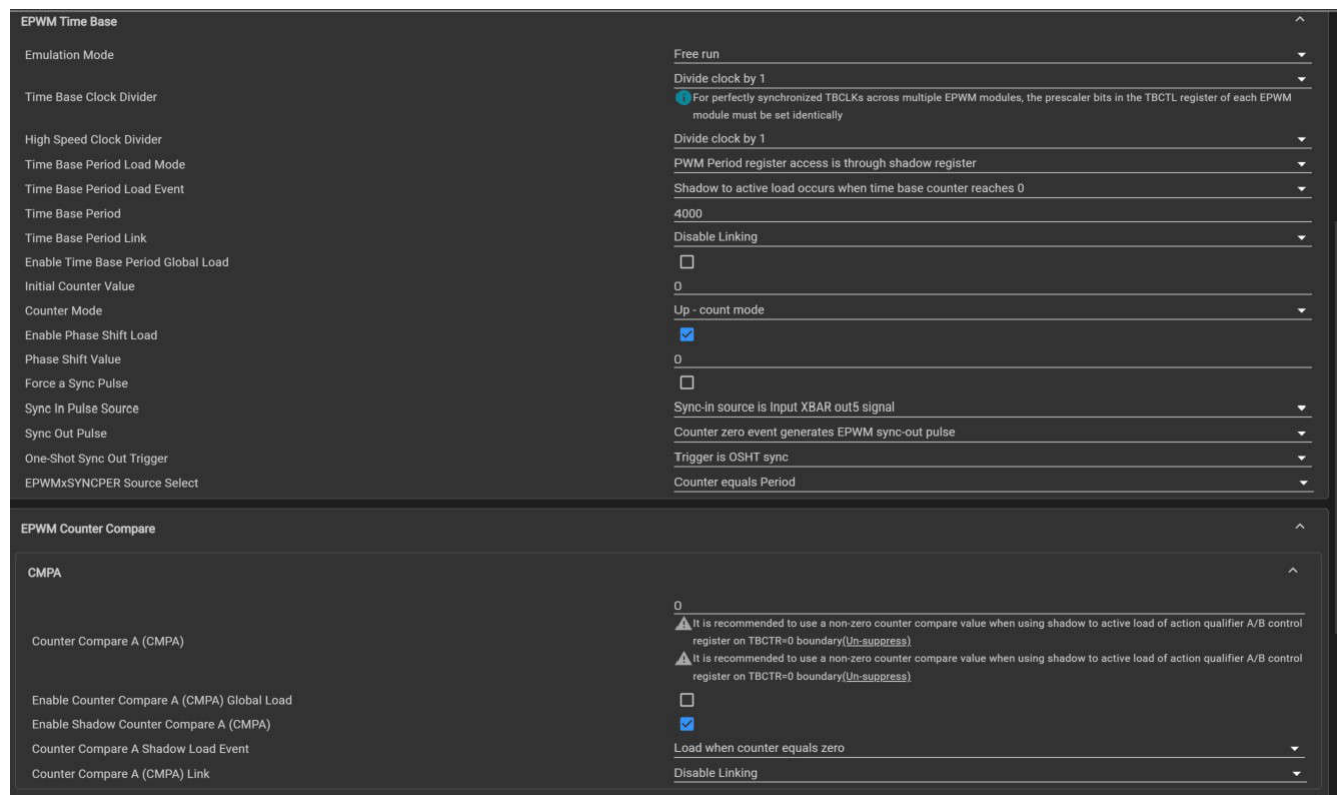 EPWM Time Base
Emulation Mode
Free run
Time Base Clock Divider
Divide clock by 1
For perfectly synchronized TBCLKs across multiple EPWM modules, the prescaler bits in the TBCTL register of each EPWM
module must be set identically
High Speed Clock Divider
Divide clock by 1
Time Base Period Load Mode
PWM Period register access is through shadow register
Time Base Period Load Event
Shadow to active load occurs when time base counter reaches 0
Time Base Period
4000
Time Base Period Link
Disable Linking
Enable Time Base Period Global Load
Initial Counter Value
0
Counter Mode
Up - count mode
Enable Phase Shift Load
Phase Shift Value
0
Force a Sync Pulse
Sync In Pulse Source
Sync-in source is Input XBAR out5 signal
Sync Out Pulse
Counter zero event generates EPWM sync-out pulse
One-Shot Sync Out Trigger
Trigger is OSHT sync
EPWMxSYNCPER Source Select
Counter equals Period
EPWM Counter Compare
CMPA
Counter Compare A (CMPA)
0
It is recommended to use a non-zero counter compare value when using shadow to active load of action qualifier A/B control
register on TBCTR=0 boundary(Un-suppress)
It is recommended to use a non-zero counter compare value when using shadow to active load of action qualifier A/B control
register on TBCTR=0 boundary(Un-suppress)
Enable Counter Compare A (CMPA) Global Load
Enable Shadow Counter Compare A (CMPA)
Counter Compare A Shadow Load Event
Load when counter equals zero
Counter Compare A (CMPA) Link
Disable Linking